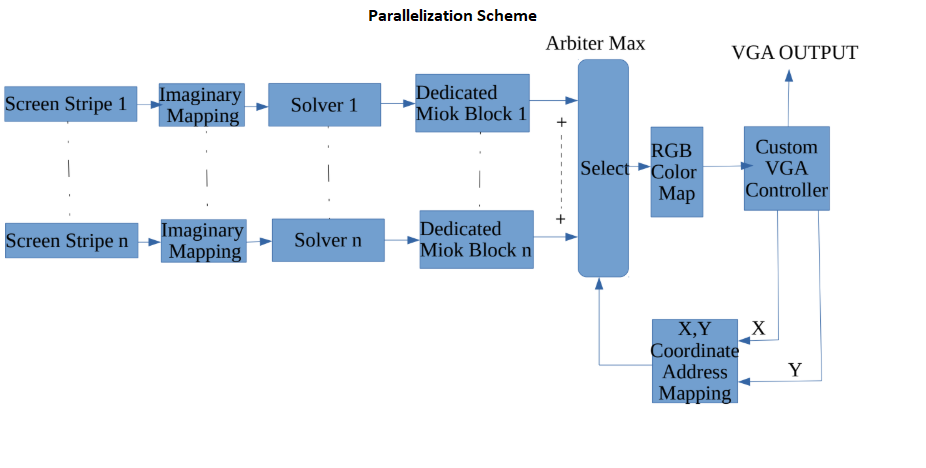 Parallelization Scheme
Arbiter Max
VGA OUTPUT
Screen Stripe 1
Imaginary
Mapping
Solver 1
Dedicated
Miok Block 1
+
+
Select
RGB
Color
Map
Custom
VGA
Controller
Screen Stripe n
Imaginary
Mapping
Solver n
Dedicated
Miok Block n
X,Y
Coordinate
Address
Mapping
X
Y